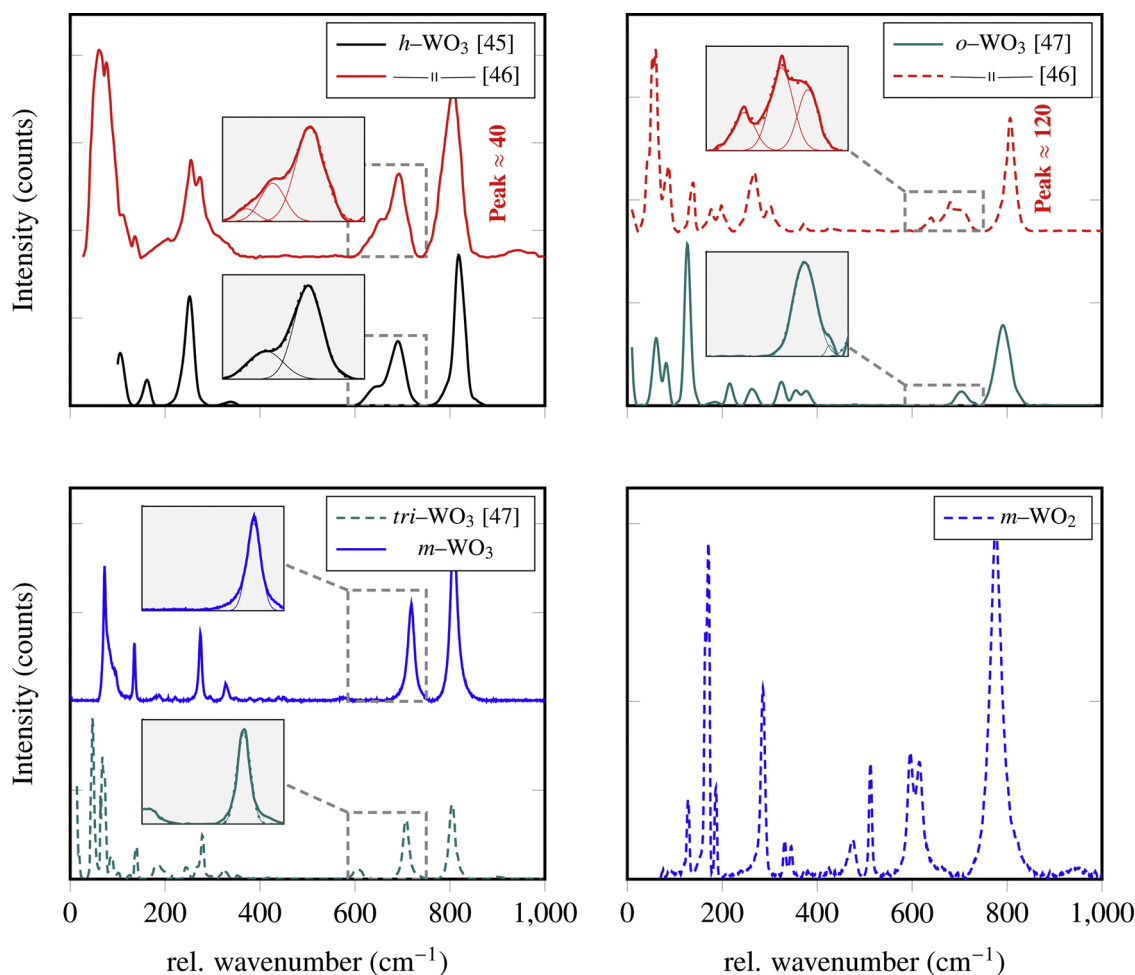 h–WO3 [45]
—"— [46]
Peak ≈ 40
Intensity (counts)
o–WO3 [47]
—"— [46]
Peak ≈ 120
tri–WO3 [47]
m–WO3
Intensity (counts)
0 200 400 600 800 1,000
rel. wavenumber (cm⁻¹)
m–WO2
0 200 400 600 800 1,000
rel. wavenumber (cm⁻¹)